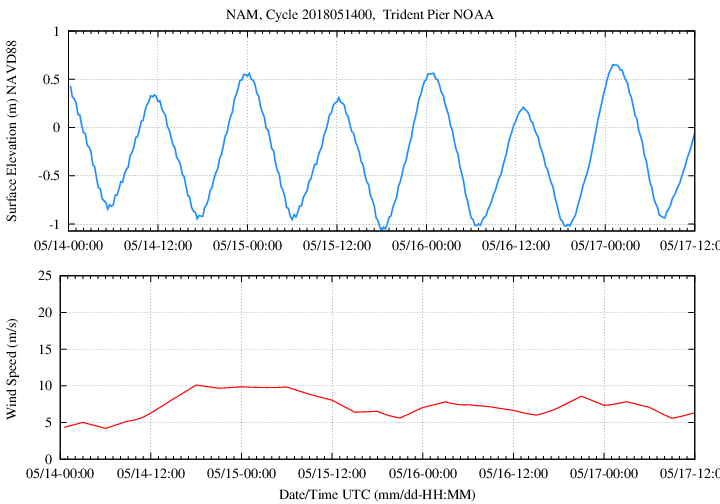 NAM, Cycle 2018051400, Trident Pier NOAA
Surface Elevation (m) NAVD88
1
0.5
0
-0.5
-1
05/14-00:00 05/14-12:00 05/15-00:00 05/15-12:00 05/16-00:00 05/16-12:00 05/17-00:00 05/17-12:0
Wind Speed (m/s)
25
20
15
10
5
0
05/14-00:00 05/14-12:00 05/15-00:00 05/15-12:00 05/16-00:00 05/16-12:00 05/17-00:00 05/17-12:0
Date/Time UTC (mm/dd-HH:MM)